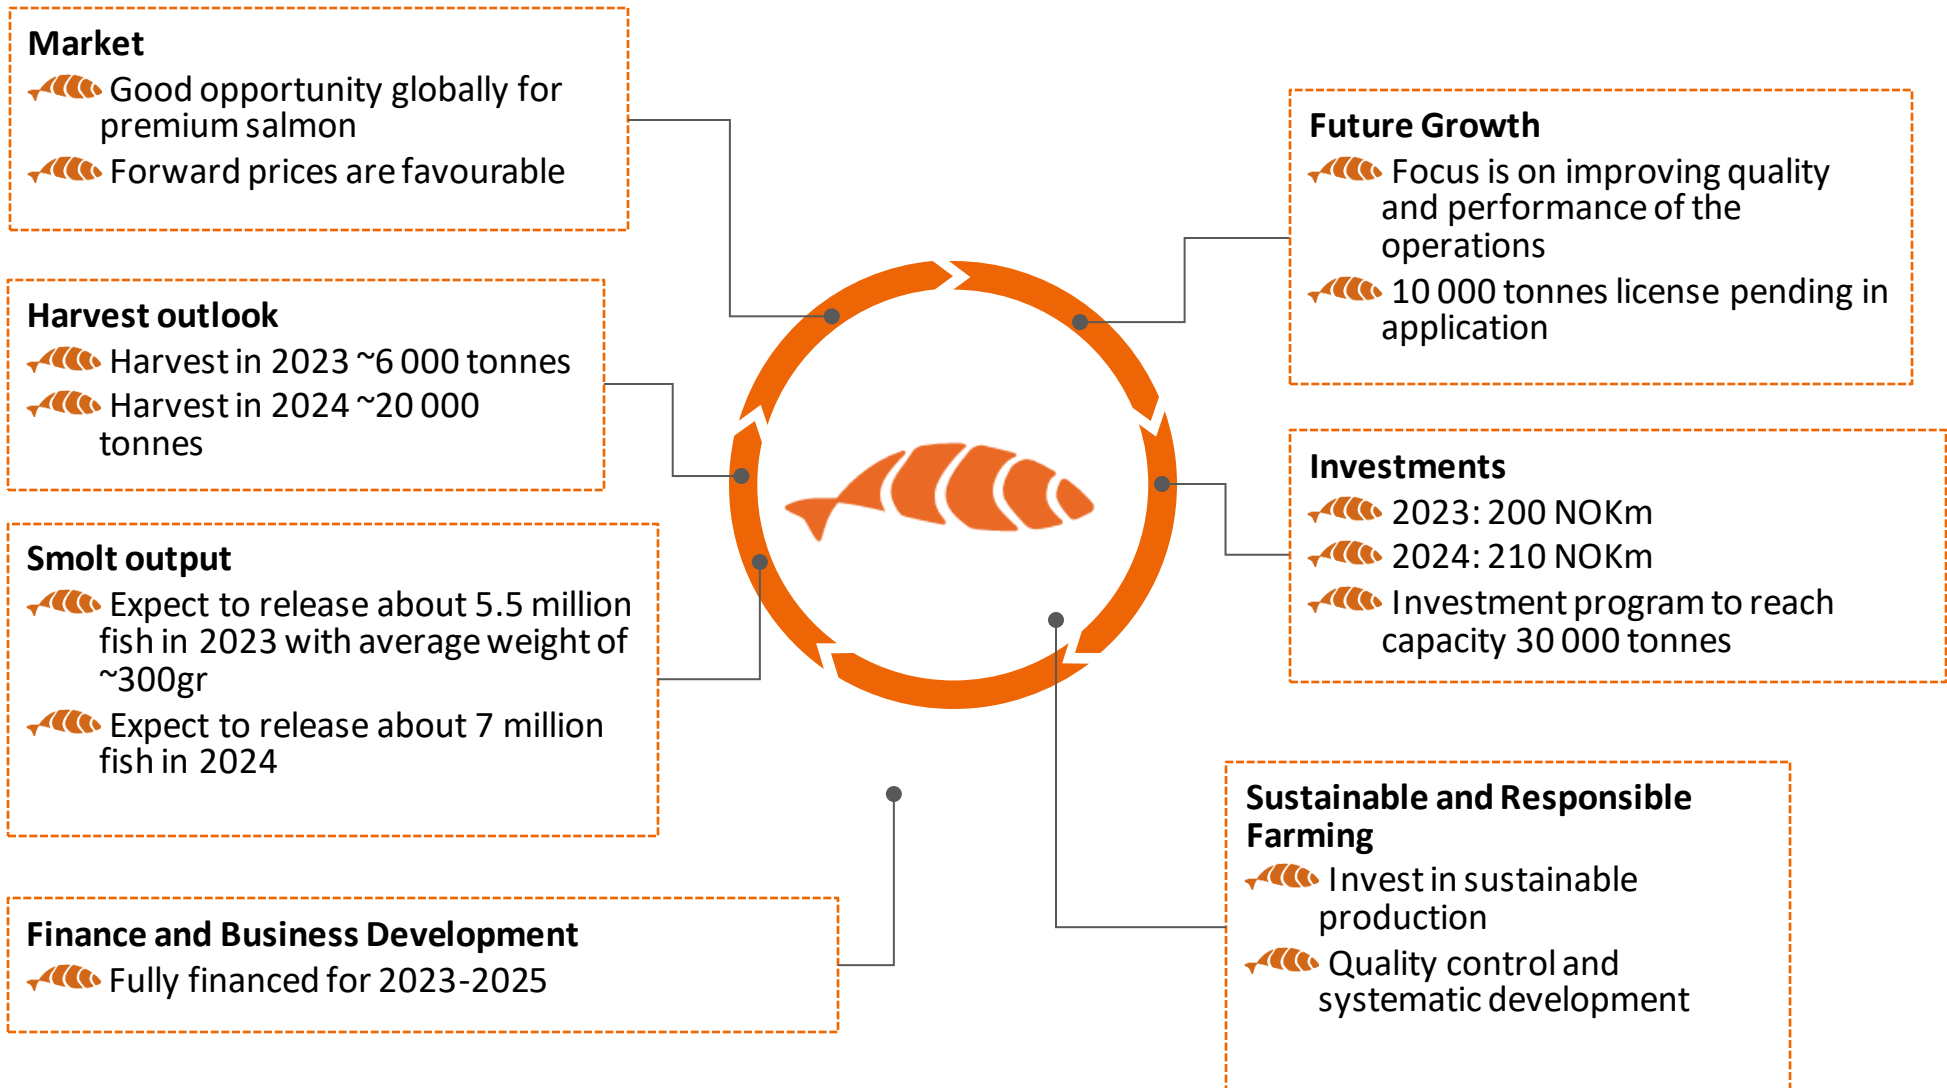 Market
Good opportunity globally for
premium salmon
Forward prices are favourable
Harvest outlook
Harvest in 2023 ~6 000 tonnes
Harvest in 2024 ~20 000
tonnes
Smolt output
Expect to release about 5.5 million
fish in 2023 with average weight of
~300gr
Expect to release about 7 million
fish in 2024
Finance and Business Development
Fully financed for 2023-2025
Future Growth
Focus is on improving quality
and performance of the
operations
10 000 tonnes license pending in
application
Investments
2023: 200 NOKm
2024: 210 NOKm
Investment program to reach
capacity 30 000 tonnes
Sustainable and Responsible
Farming
Invest in sustainable
production
Quality control and
systematic development